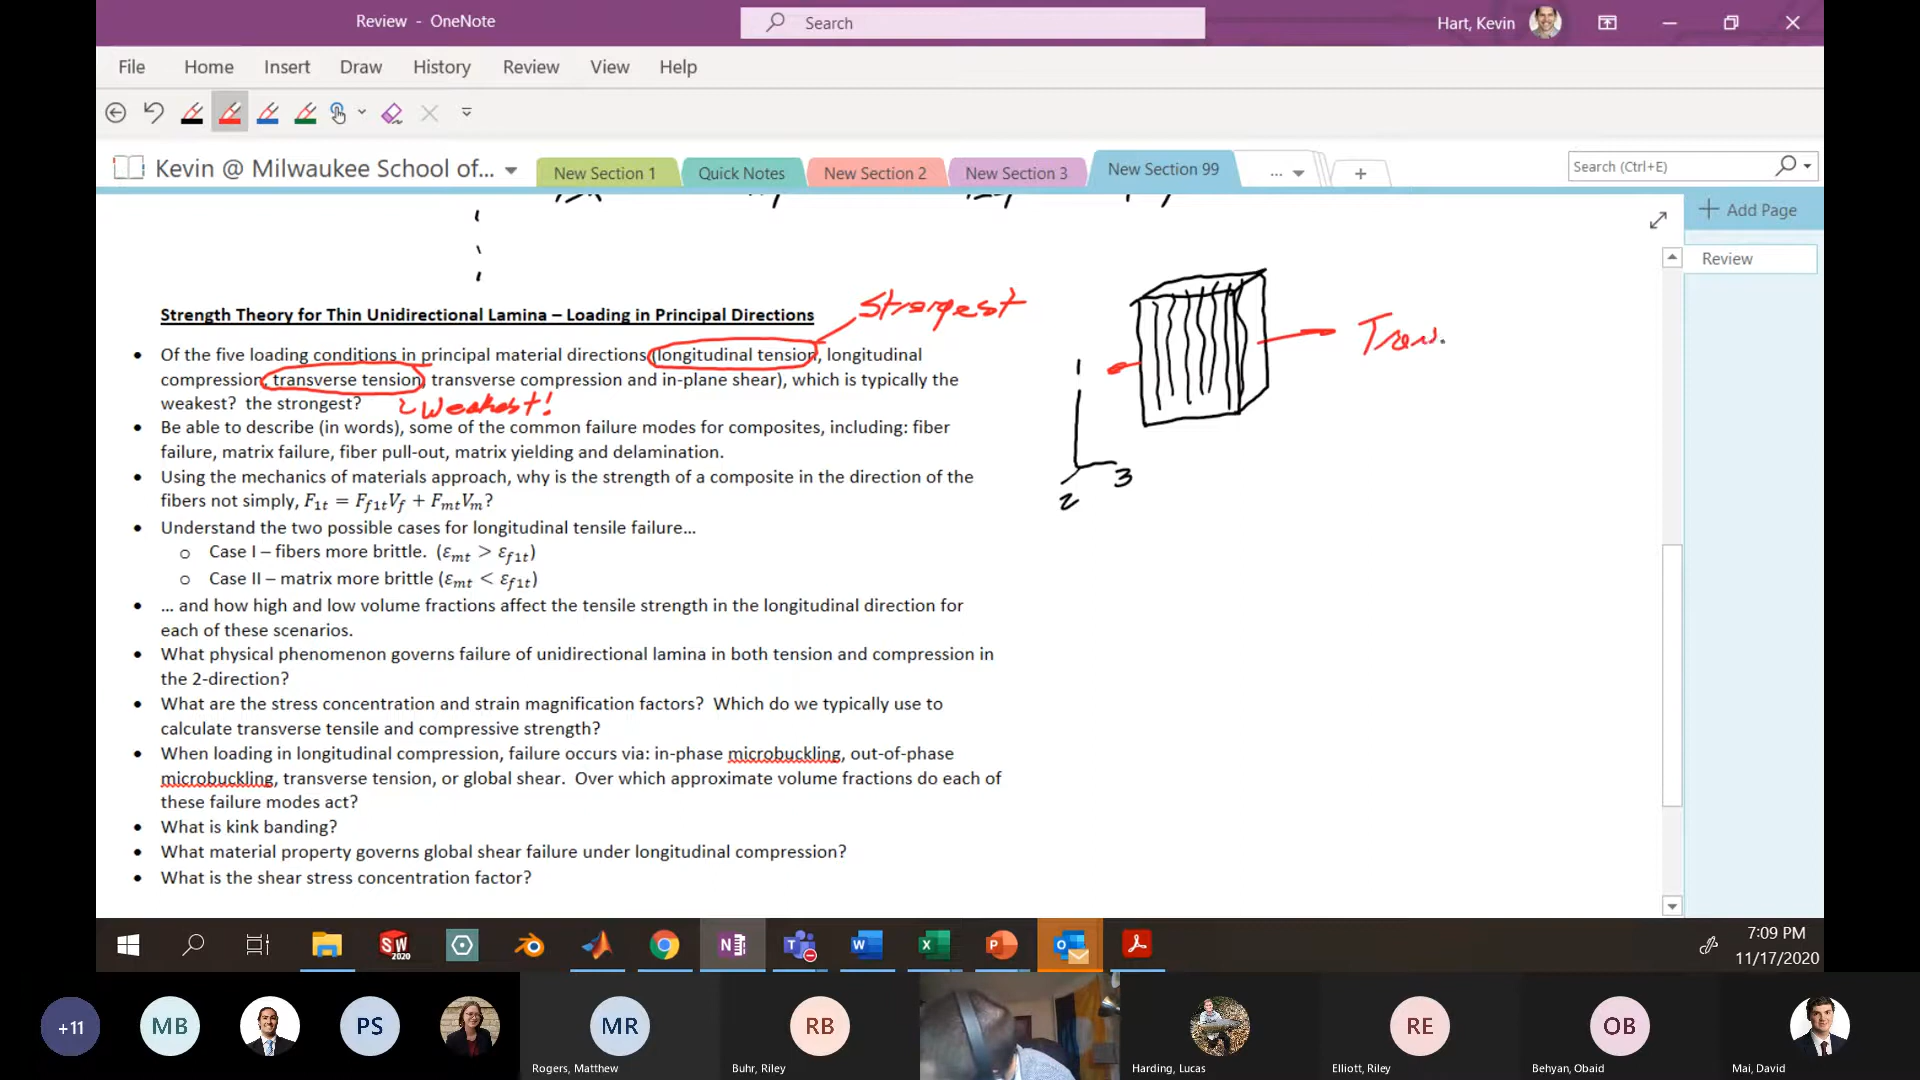 Review - OneNote
Search
Hart, Kevin
File Home Insert Draw History Review View Help
Kevin @ Milwaukee School of...
New Section 1
Quick Notes
New Section 2
New Section 3
New Section 99
...
Search (Ctrl+E)
Add Page
Review
Strength Theory for Thin Unidirectional Lamina – Loading in Principal Directions
Strongest
• Of the five loading conditions in principal material directions (longitudinal tension, longitudinal
compression, transverse tension, transverse compression and in-plane shear), which is typically the
weakest? the strongest?
Weakest!
• Be able to describe (in words), some of the common failure modes for composites, including: fiber
failure, matrix failure, fiber pull-out, matrix yielding and delamination.
• Using the mechanics of materials approach, why is the strength of a composite in the direction of the
fibers not simply, F₁ₜ = F_f1t V_f + F_mt V_m?
• Understand the two possible cases for longitudinal tensile failure…
o Case I – fibers more brittle. (ε_mt > ε_f1t)
o Case II – matrix more brittle (ε_mt < ε_f1t)
• … and how high and low volume fractions affect the tensile strength in the longitudinal direction for
each of these scenarios.
• What physical phenomenon governs failure of unidirectional lamina in both tension and compression in
the 2-direction?
• What are the stress concentration and strain magnification factors? Which do we typically use to
calculate transverse tensile and compressive strength?
• When loading in longitudinal compression, failure occurs via: in-phase microbuckling, out-of-phase
microbuckling, transverse tension, or global shear. Over which approximate volume fractions do each of
these failure modes act?
• What is kink banding?
• What material property governs global shear failure under longitudinal compression?
• What is the shear stress concentration factor?
Trans.
1
3
2
SW
2020
7:09 PM
11/17/2020
+11
MB
PS
MR
RB
RE
OB
Rogers, Matthew
Buhr, Riley
Harding, Lucas
Elliott, Riley
Behyan, Obaid
Mai, David